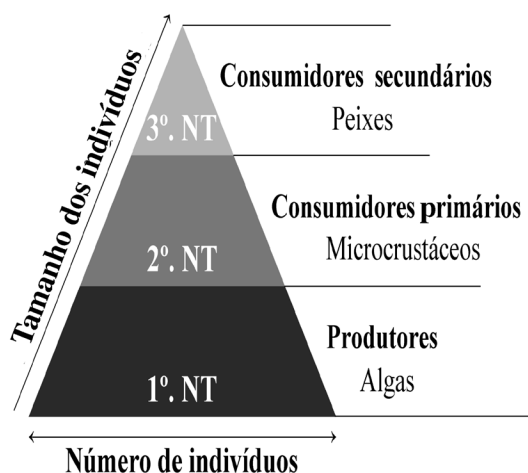 Tamanho dos indivíduos
3º. NT
Consumidores secundários
Peixes
2º. NT
Consumidores primários
Microcrustáceos
1º. NT
Produtores
Algas
Número de indivíduos